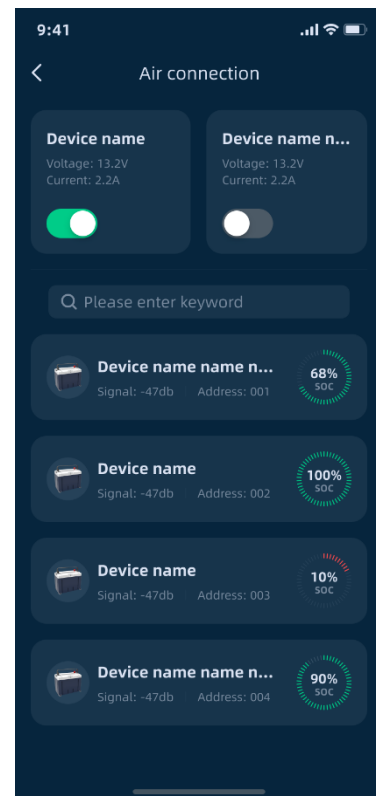 9:41
Air connection
Device name
Voltage: 13.2V
Current: 2.2A
Device name n...
Voltage: 13.2V
Current: 2.2A
Please enter keyword
Device name name n...
Signal: -47db Address: 001
68%
SOC
Device name
Signal: -47db Address: 002
100%
SOC
Device name
Signal: -47db Address: 003
10%
SOC
Device name name n...
Signal: -47db Address: 004
90%
SOC